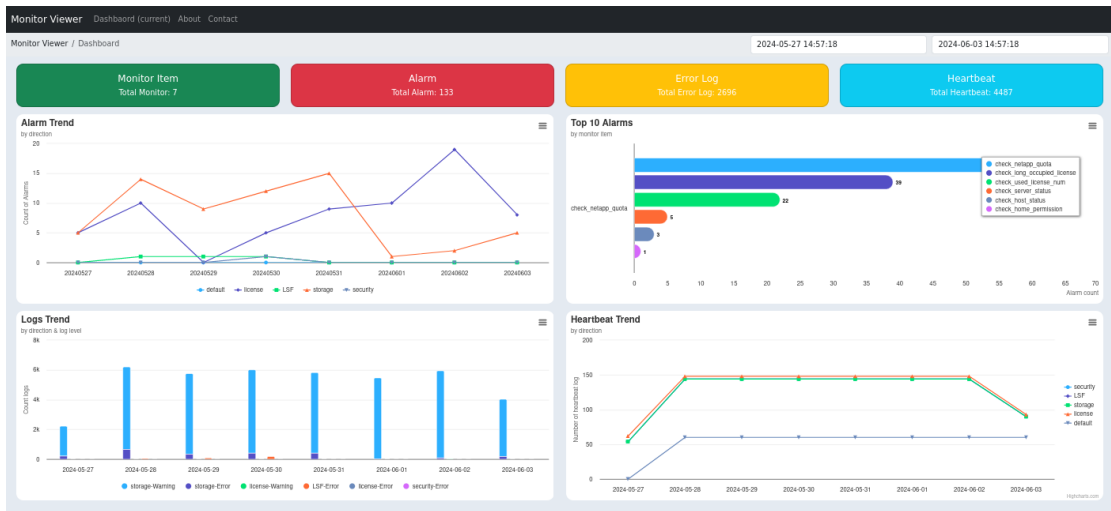 Monitor Viewer Dashbaord (current) About Contact
Monitor Viewer / Dashboard
2024-05-27 14:57:18
2024-06-03 14:57:18
Monitor Item
Total Monitor: 7
Alarm
Total Alarm: 133
Error Log
Total Error Log: 2696
Heartbeat
Total Heartbeat: 4487
Alarm Trend
by direction
Count of Alarms
20
15
10
5
0
20240527 20240528 20240529 20240530 20240531 20240601 20240602 20240603
default license LSF storage security
Top 10 Alarms
by monitor item
check_netapp_quota
39
22
5
3
1
check_netapp_quota
check_long_occupied_license
check_used_license_num
check_server_status
check_host_status
check_home_permission
0 5 10 15 20 25 30 35 40 45 50 55 60 65 70
Alarm count
Logs Trend
by direction & log level
Count logs
8k
6k
4k
2k
0
2024-05-27 2024-05-28 2024-05-29 2024-05-30 2024-05-31 2024-06-01 2024-06-02 2024-06-03
storage-Warning storage-Error license-Warning LSF-Error license-Error security-Error
Heartbeat Trend
by direction
Number of heartbeat log
200
150
100
50
0
2024-05-27 2024-05-28 2024-05-29 2024-05-30 2024-05-31 2024-06-01 2024-06-02 2024-06-03
security
LSF
storage
license
default
Highcharts.com